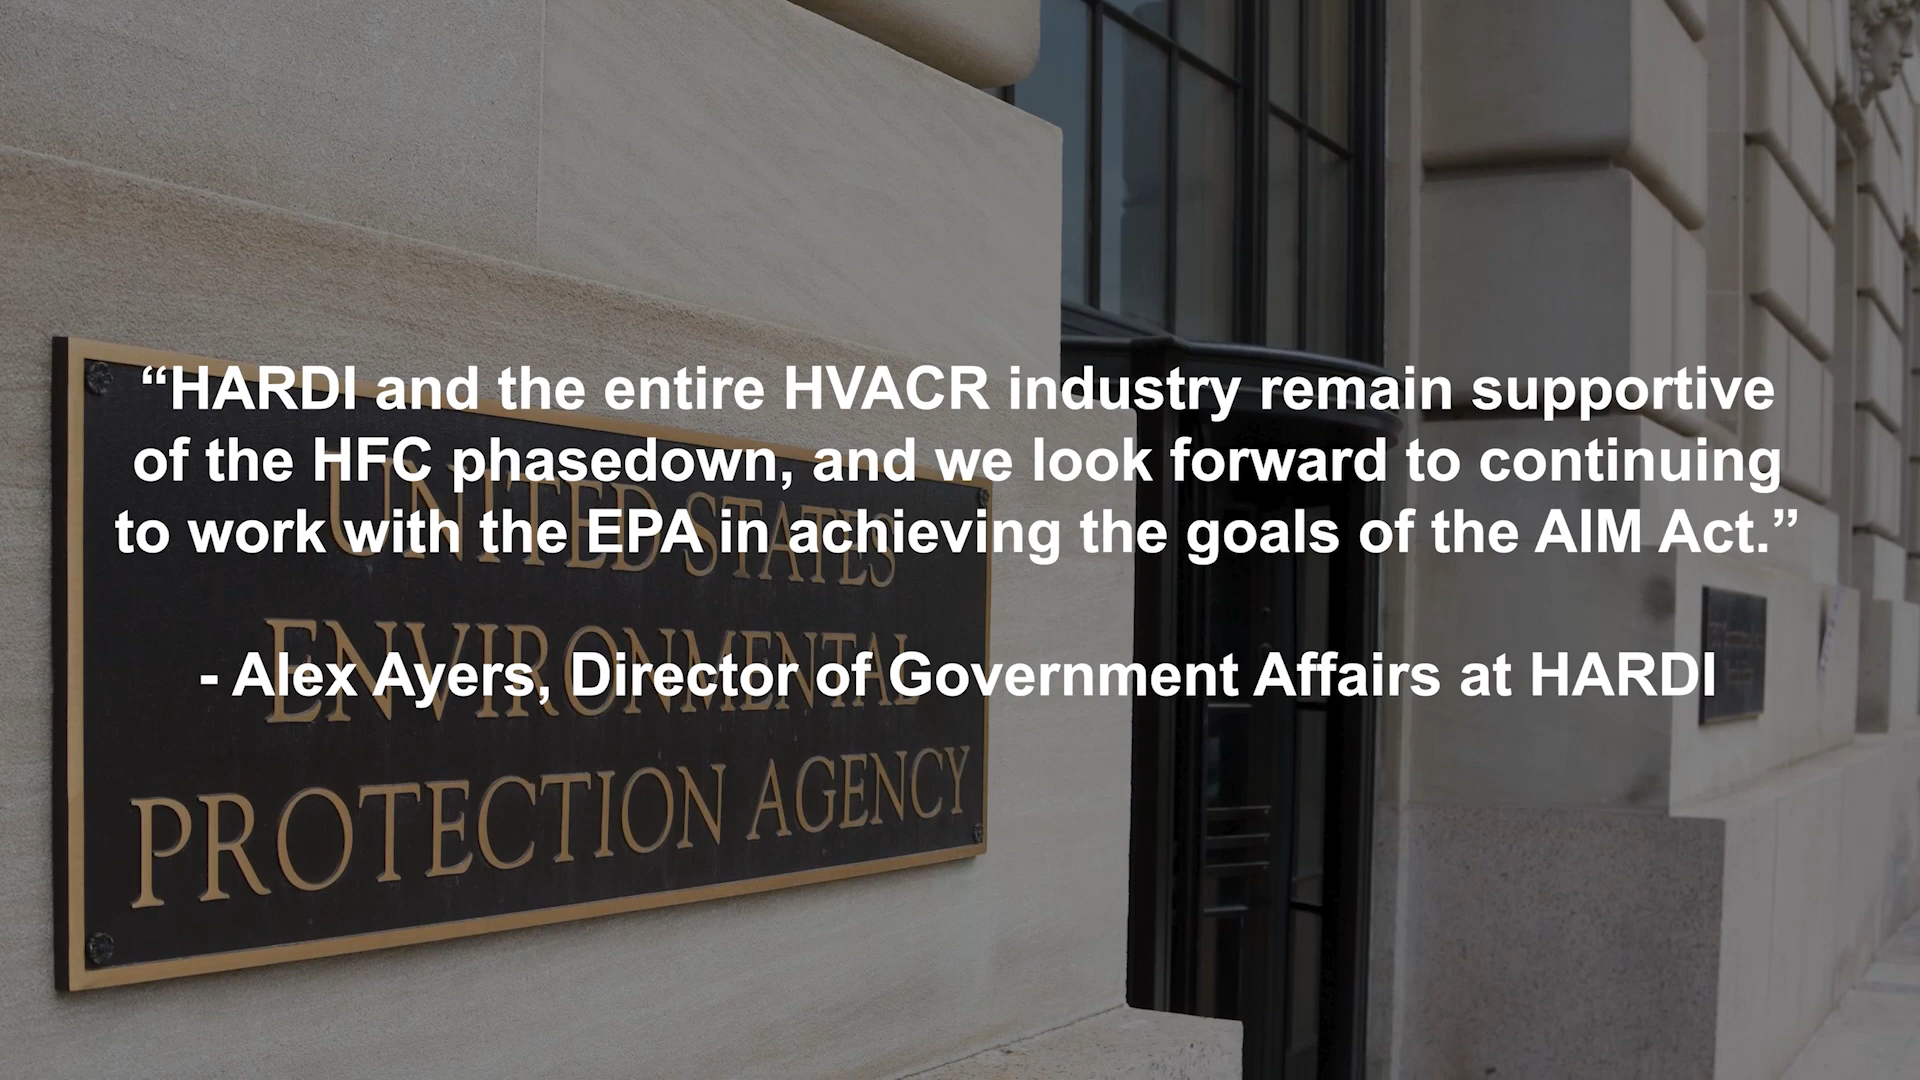 “HARDI and the entire HVACR industry remain supportive
of the HFC phasedown, and we look forward to continuing
to work with the EPA in achieving the goals of the AIM Act.”
- Alex Ayers, Director of Government Affairs at HARDI
UNITED STATES
ENVIRONMENTAL
PROTECTION AGENCY